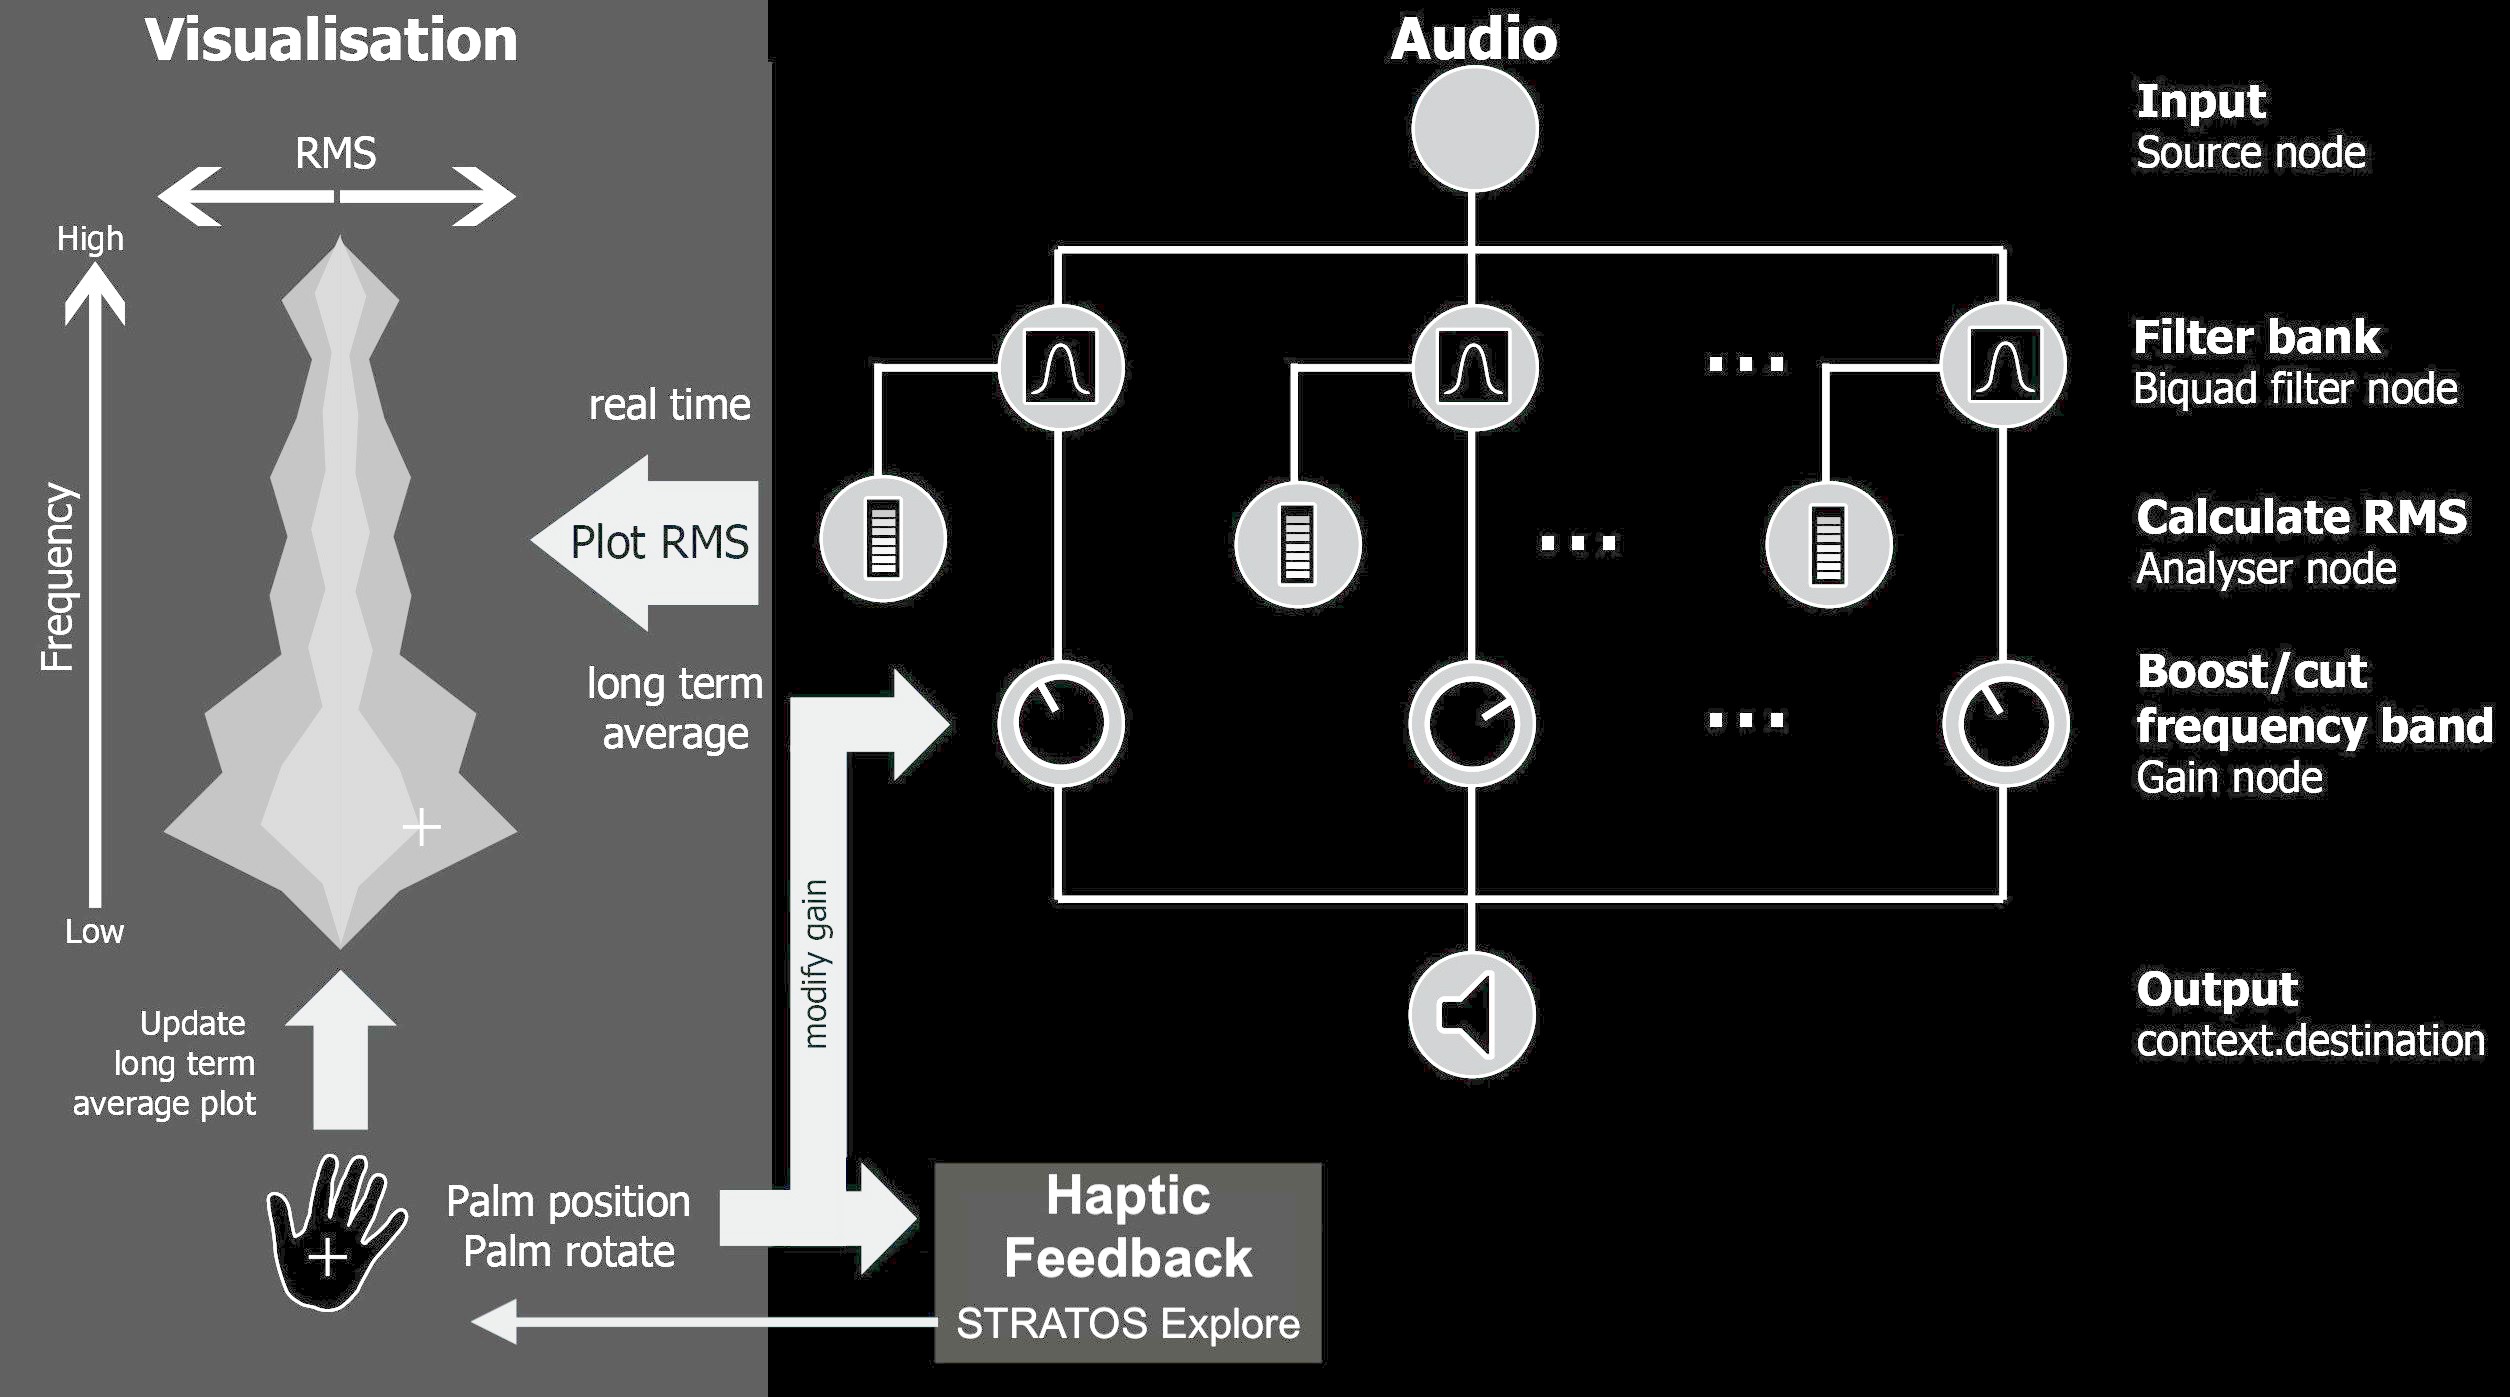 Visualisation
RMS
High
Frequency
Low
real time
Plot RMS
long term
average
Update
long term
average plot
Palm position
Palm rotate
modify gain
Haptic
Feedback
STRATOS Explore
Audio
Input
Source node
Filter bank
Biquad filter node
Calculate RMS
Analyser node
Boost/cut
frequency band
Gain node
Output
context.destination